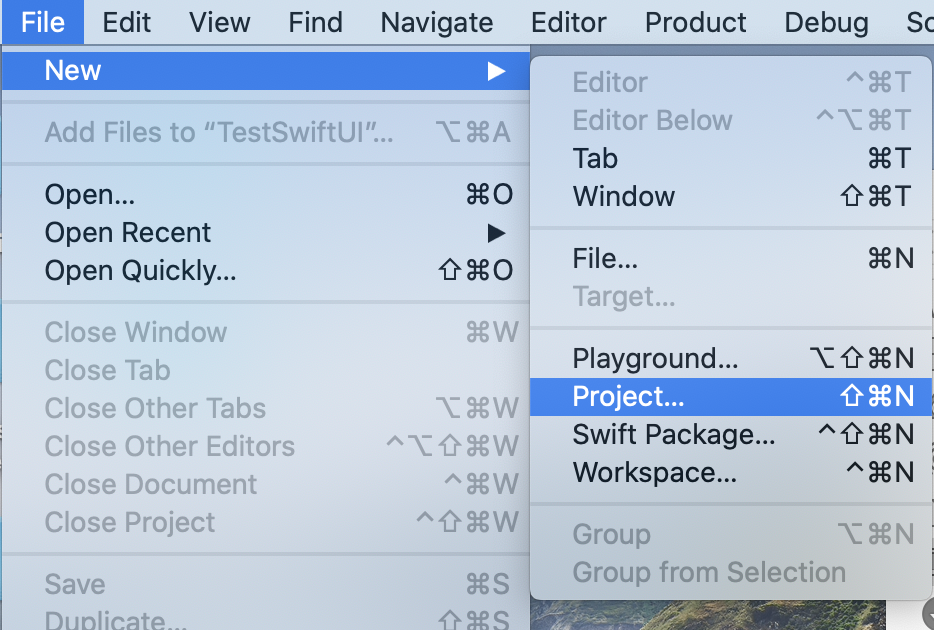 File Edit View Find Navigate Editor Product Debug Sc
New ▶
Add Files to “TestSwiftUI”... ⌥⌘A
Open... ⌘O
Open Recent ▶
Open Quickly... ⇧⌘O
Close Window ⌘W
Close Tab
Close Other Tabs ⌥⌘W
Close Other Editors ^⌥⇧⌘W
Close Document ^⌘W
Close Project ^⇧⌘W
Save ⌘S
Duplicate... ⇧⌘S
Editor ^⌘T
Editor Below ^⌥⌘T
Tab ⌘T
Window ⇧⌘T
File... ⌘N
Target...
Playground... ⌥⇧⌘N
Project... ⇧⌘N
Swift Package... ^⇧⌘N
Workspace... ^⌘N
Group ⌥⌘N
Group from Selection